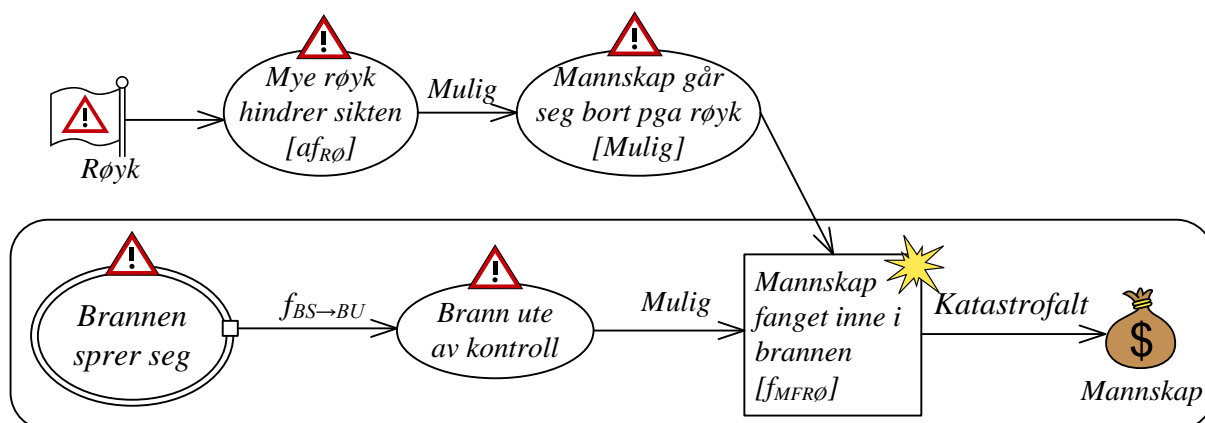 Røyk
Mye røyk
hindrer sikten
[af_RØ]
Mulig
Mannskap går
seg bort pga røyk
[Mulig]
Brannen
sprer seg
f_BS→BU
Brann ute
av kontroll
Mulig
Mannskap
fanget inne i
brannen
[f_MFRØ]
Katastrofalt
$
Mannskap